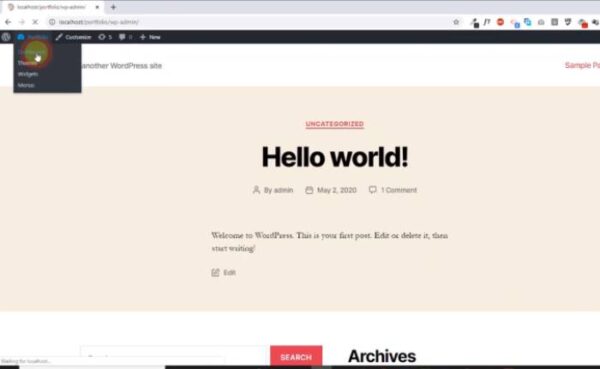 localhost/portfolio/wp-admin/
localhost/portfolio/wp-admin/
Portfolio Customize 5 0 New
Dashboard
Themes
Widgets
Menus
another WordPress site
Sample Pa
UNCATEGORIZED
Hello world!
By admin May 2, 2020 1 Comment
Welcome to WordPress. This is your first post. Edit or delete it, then
start writing!
Edit
SEARCH
Archives
Waiting for localhost...